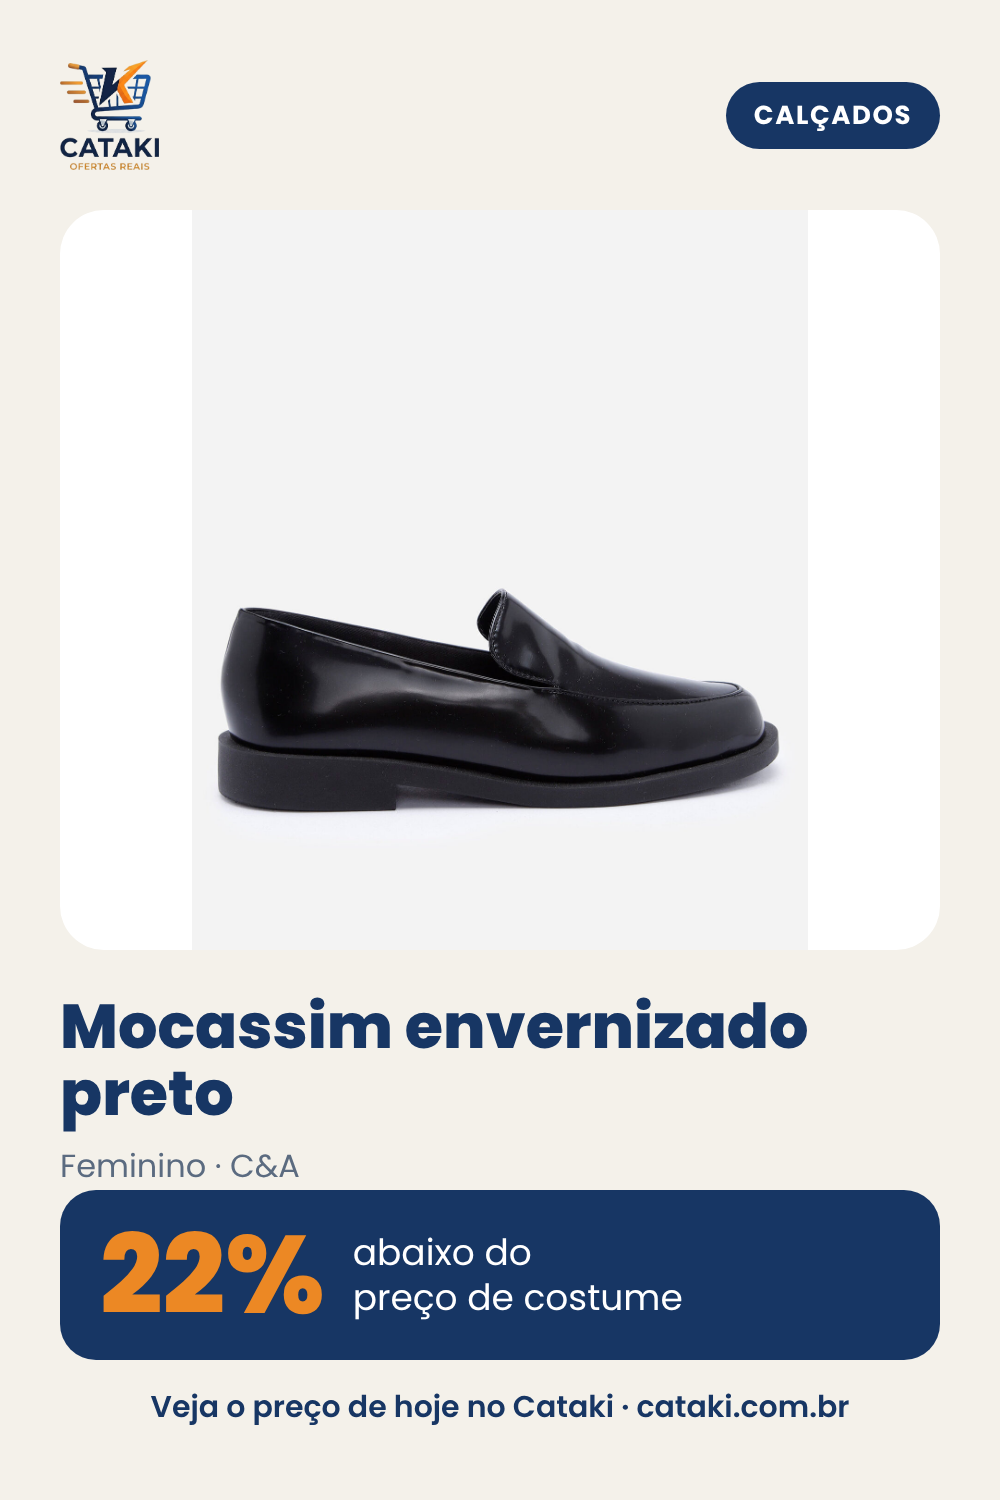 CATAKI
OFERTAS REAIS
CALÇADOS
Mocassim envernizado
preto
Feminino · C&A
22%
abaixo do
preço de costume
Veja o preço de hoje no Cataki · cataki.com.br